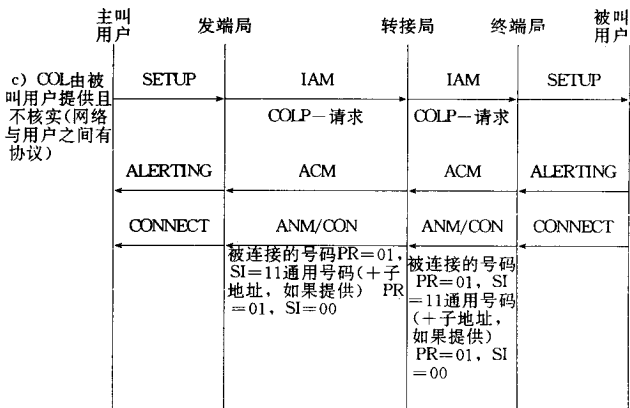 主叫用户
发端局
转接局
终端局
被叫用户
c) COL由被
叫用户提供且
不核实(网络
与用户之间有
协议)
SETUP
IAM
IAM
SETUP
COLP-请求
COLP-请求
ALERTING
ACM
ACM
ALERTING
CONNECT
ANM/CON
ANM/CON
CONNECT
被连接的号码PR=01,
SI=11通用号码(+子
地址, 如果提供) PR
=01, SI=00
被连接的号码
PR=01, SI
=11通用号码
(+子地址,
如果提供)
PR=01, SI
=00